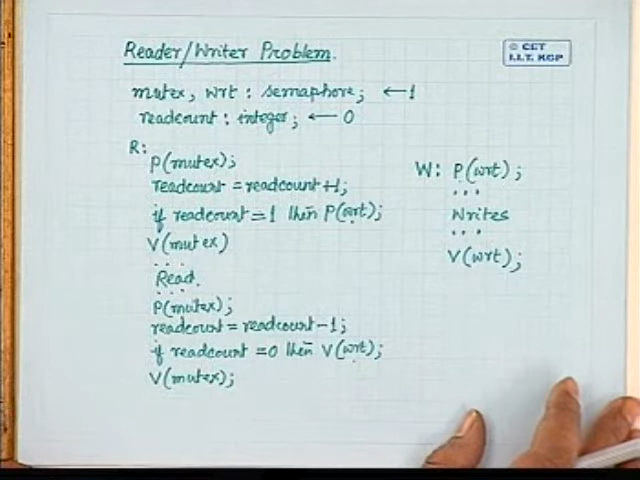 Reader/Writer Problem.
© CET
I.I.T. KGP
mutex, wrt : semaphore; ← 1
readcount : integer; ← 0
R:
P(mutex);
readcount = readcount +1;
if readcount = 1 then P(wrt);
V(mutex)
...
Read.
...
P(mutex);
readcount = readcount -1;
if readcount = 0 then V(wrt);
V(mutex);
W: P(wrt);
...
Writes
...
V(wrt);